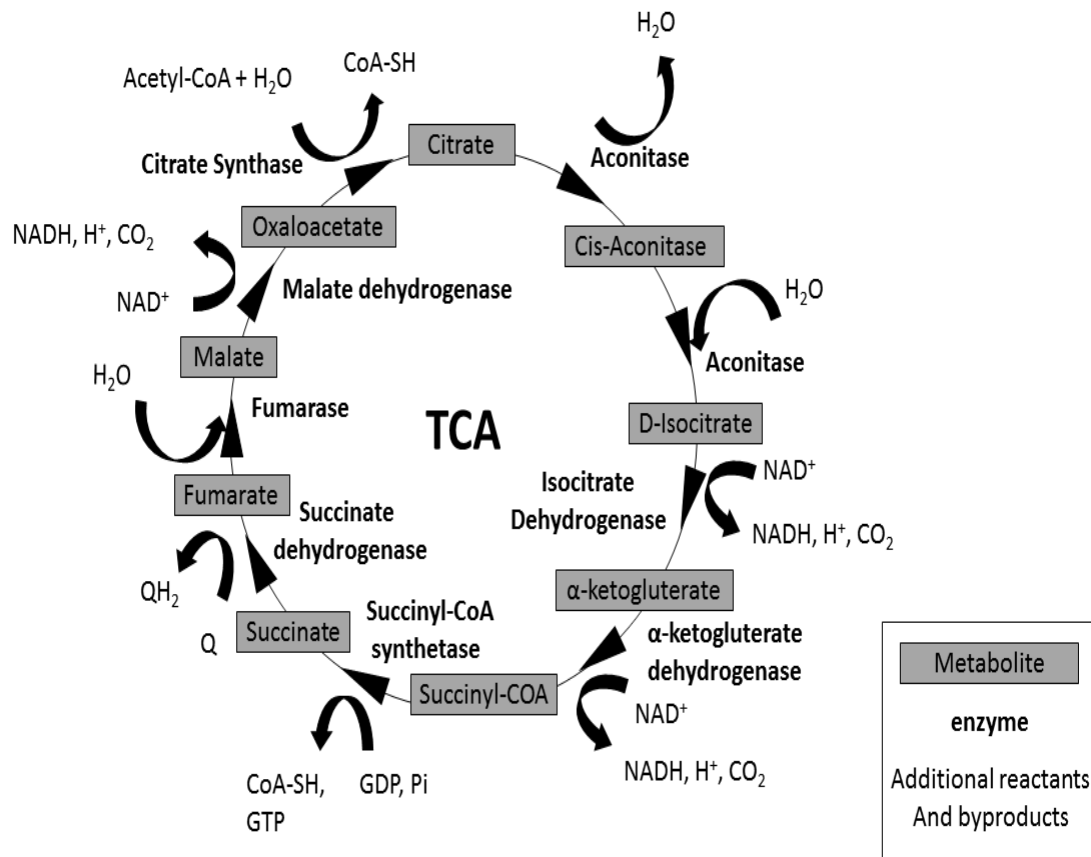 H₂O
Acetyl-CoA + H₂O
CoA-SH
Citrate
Aconitase
Citrate Synthase
Oxaloacetate
Cis-Aconitase
NADH, H⁺, CO₂
NAD⁺
Malate dehydrogenase
H₂O
Aconitase
Malate
H₂O
Fumarase
TCA
D-Isocitrate
Isocitrate
Dehydrogenase
NAD⁺
NADH, H⁺, CO₂
Fumarate
Succinate
dehydrogenase
QH₂
Q
α-ketogluterate
α-ketogluterate
dehydrogenase
Succinate
Succinyl-CoA
synthetase
Succinyl-COA
NAD⁺
NADH, H⁺, CO₂
CoA-SH,
GTP
GDP, Pi
Metabolite
enzyme
Additional reactants
And byproducts